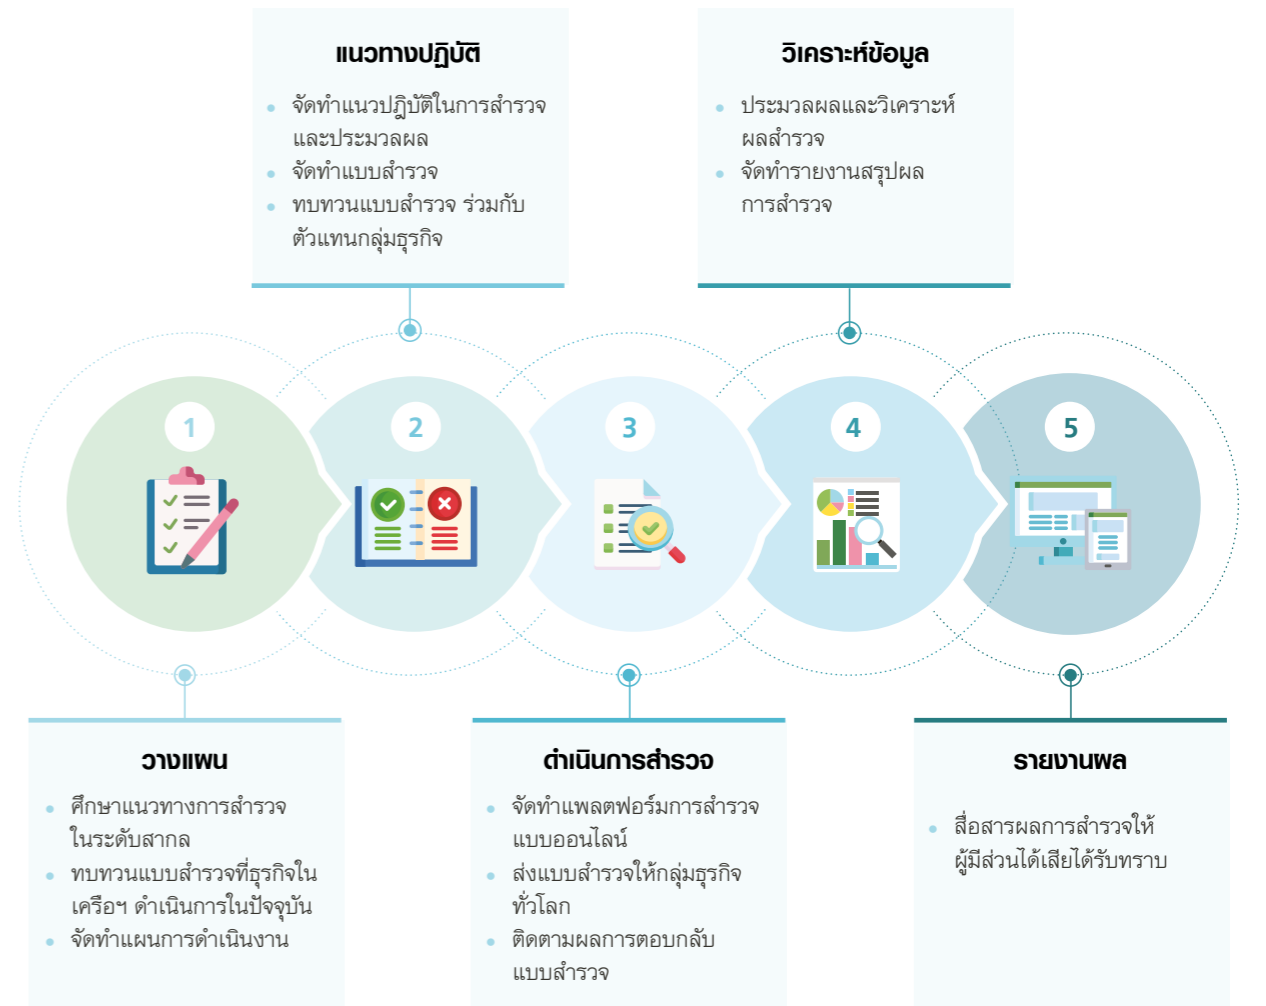 แนวทางปฏิบัติ
จัดทำแนวปฎิบัติในการสำรวจ
และประมวลผล
จัดทำแบบสำรวจ
ทบทวนแบบสำรวจ ร่วมกับ
ตัวแทนกลุ่มธุรกิจ
วิเคราะห์ข้อมูล
ประมวลผลและวิเคราะห์
ผลสำรวจ
จัดทำรายงานสรุปผล
การสำรวจ
1
2
3
4
5
วางแผน
ศึกษาแนวทางการสำรวจ
ในระดับสากล
ทบทวนแบบสำรวจที่ธุรกิจใน
เครือฯ ดำเนินการในปัจจุบัน
จัดทำแผนการดำเนินงาน
ดำเนินการสำรวจ
จัดทำแพลตฟอร์มการสำรวจ
แบบออนไลน์
ส่งแบบสำรวจให้กลุ่มธุรกิจ
ทั่วโลก
ติดตามผลการตอบกลับ
แบบสำรวจ
รายงานผล
สื่อสารผลการสำรวจให้
ผู้มีส่วนได้เสียได้รับทราบ